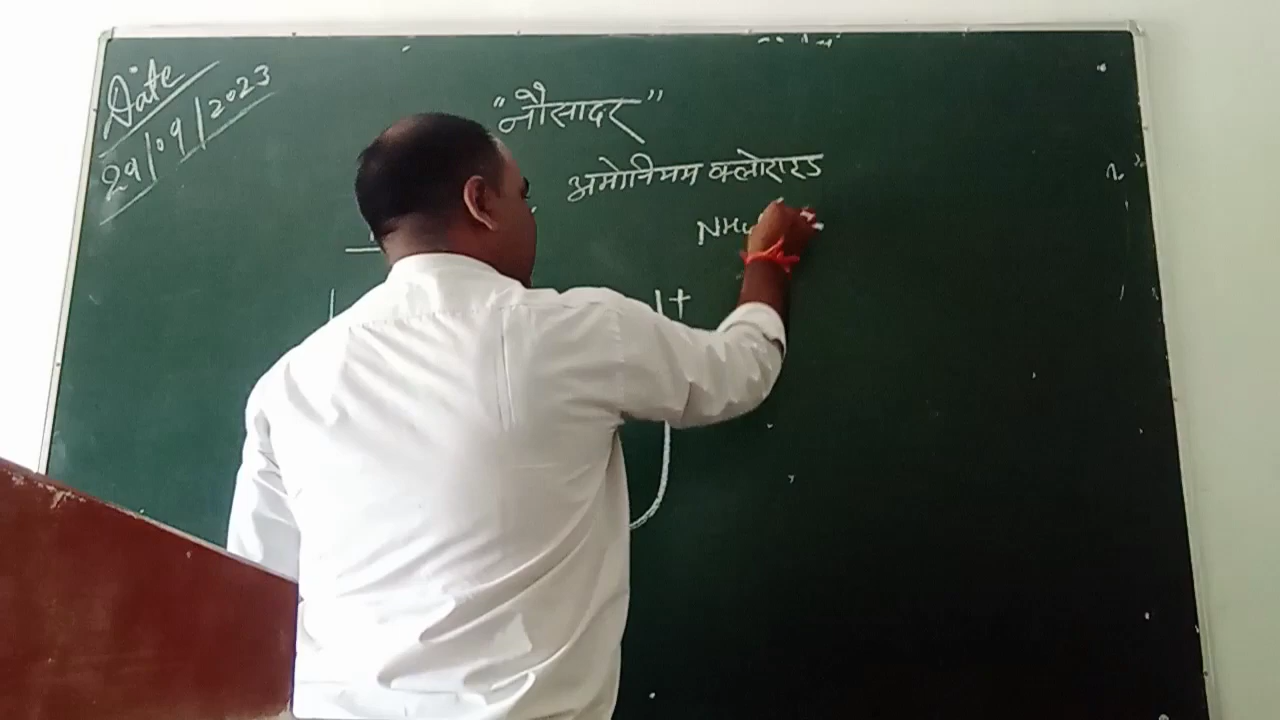 Date
29/09/2023
"नौसादर"
अमोनियम क्लोराइड
NH4
+